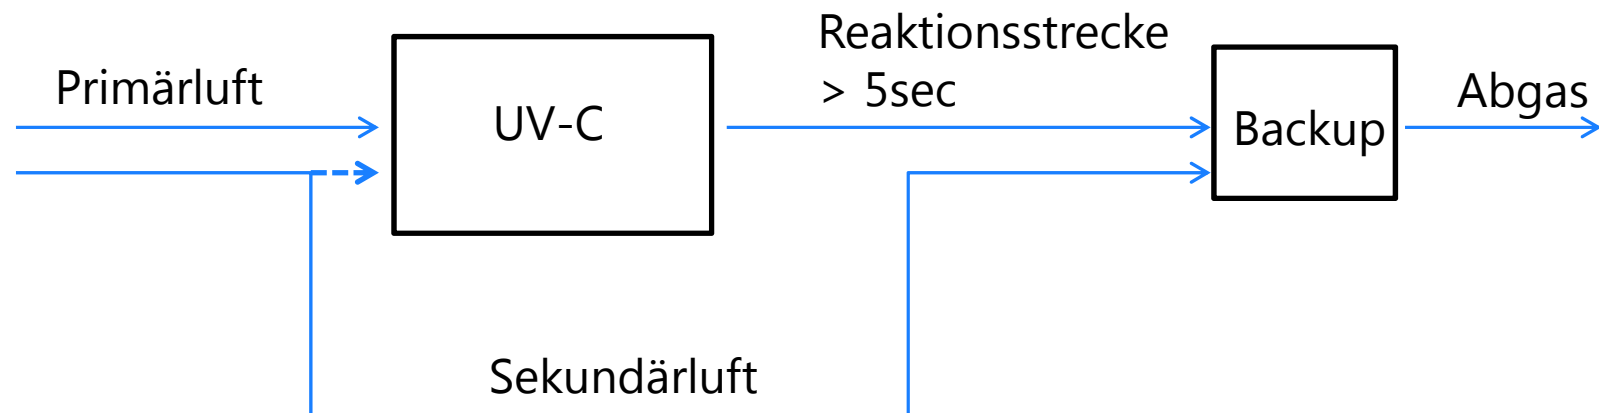 Primärluft
UV-C
Reaktionsstrecke
> 5sec
Backup
Abgas
Sekundärluft